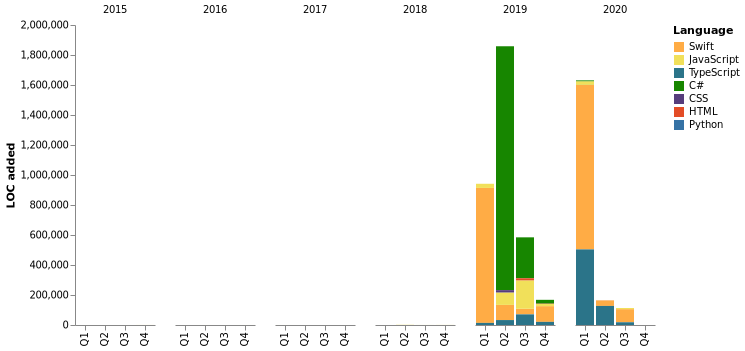 2015 2016 2017 2018 2019 2020
Language
Swift
JavaScript
TypeScript
C#
CSS
HTML
Python
LOC added
2,000,000
1,800,000
1,600,000
1,400,000
1,200,000
1,000,000
800,000
600,000
400,000
200,000
0
Q1 Q2 Q3 Q4 Q1 Q2 Q3 Q4 Q1 Q2 Q3 Q4 Q1 Q2 Q3 Q4 Q1 Q2 Q3 Q4 Q1 Q2 Q3 Q4